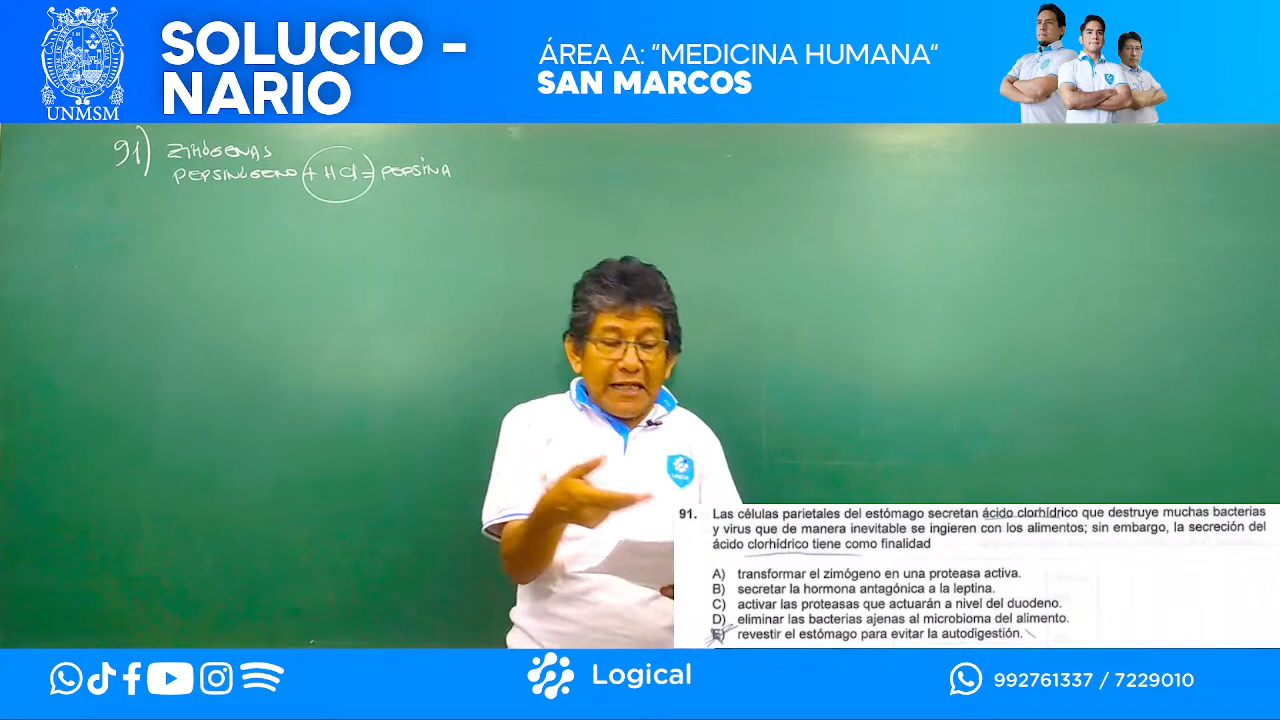 UNMSM
SOLUCIO -
NARIO
ÁREA A: "MEDICINA HUMANA"
SAN MARCOS
91) ZIMÓGENAS
PEPSINÓGENO + HCl = PEPSINA
Logical
91. Las células parietales del estómago secretan ácido clorhídrico que destruye muchas bacterias
y virus que de manera inevitable se ingieren con los alimentos; sin embargo, la secreción del
ácido clorhídrico tiene como finalidad
A) transformar el zimógeno en una proteasa activa.
B) secretar la hormona antagónica a la leptina.
C) activar las proteasas que actuarán a nivel del duodeno.
D) eliminar las bacterias ajenas al microbioma del alimento.
E) revestir el estómago para evitar la autodigestión.
Logical
992761337 / 7229010